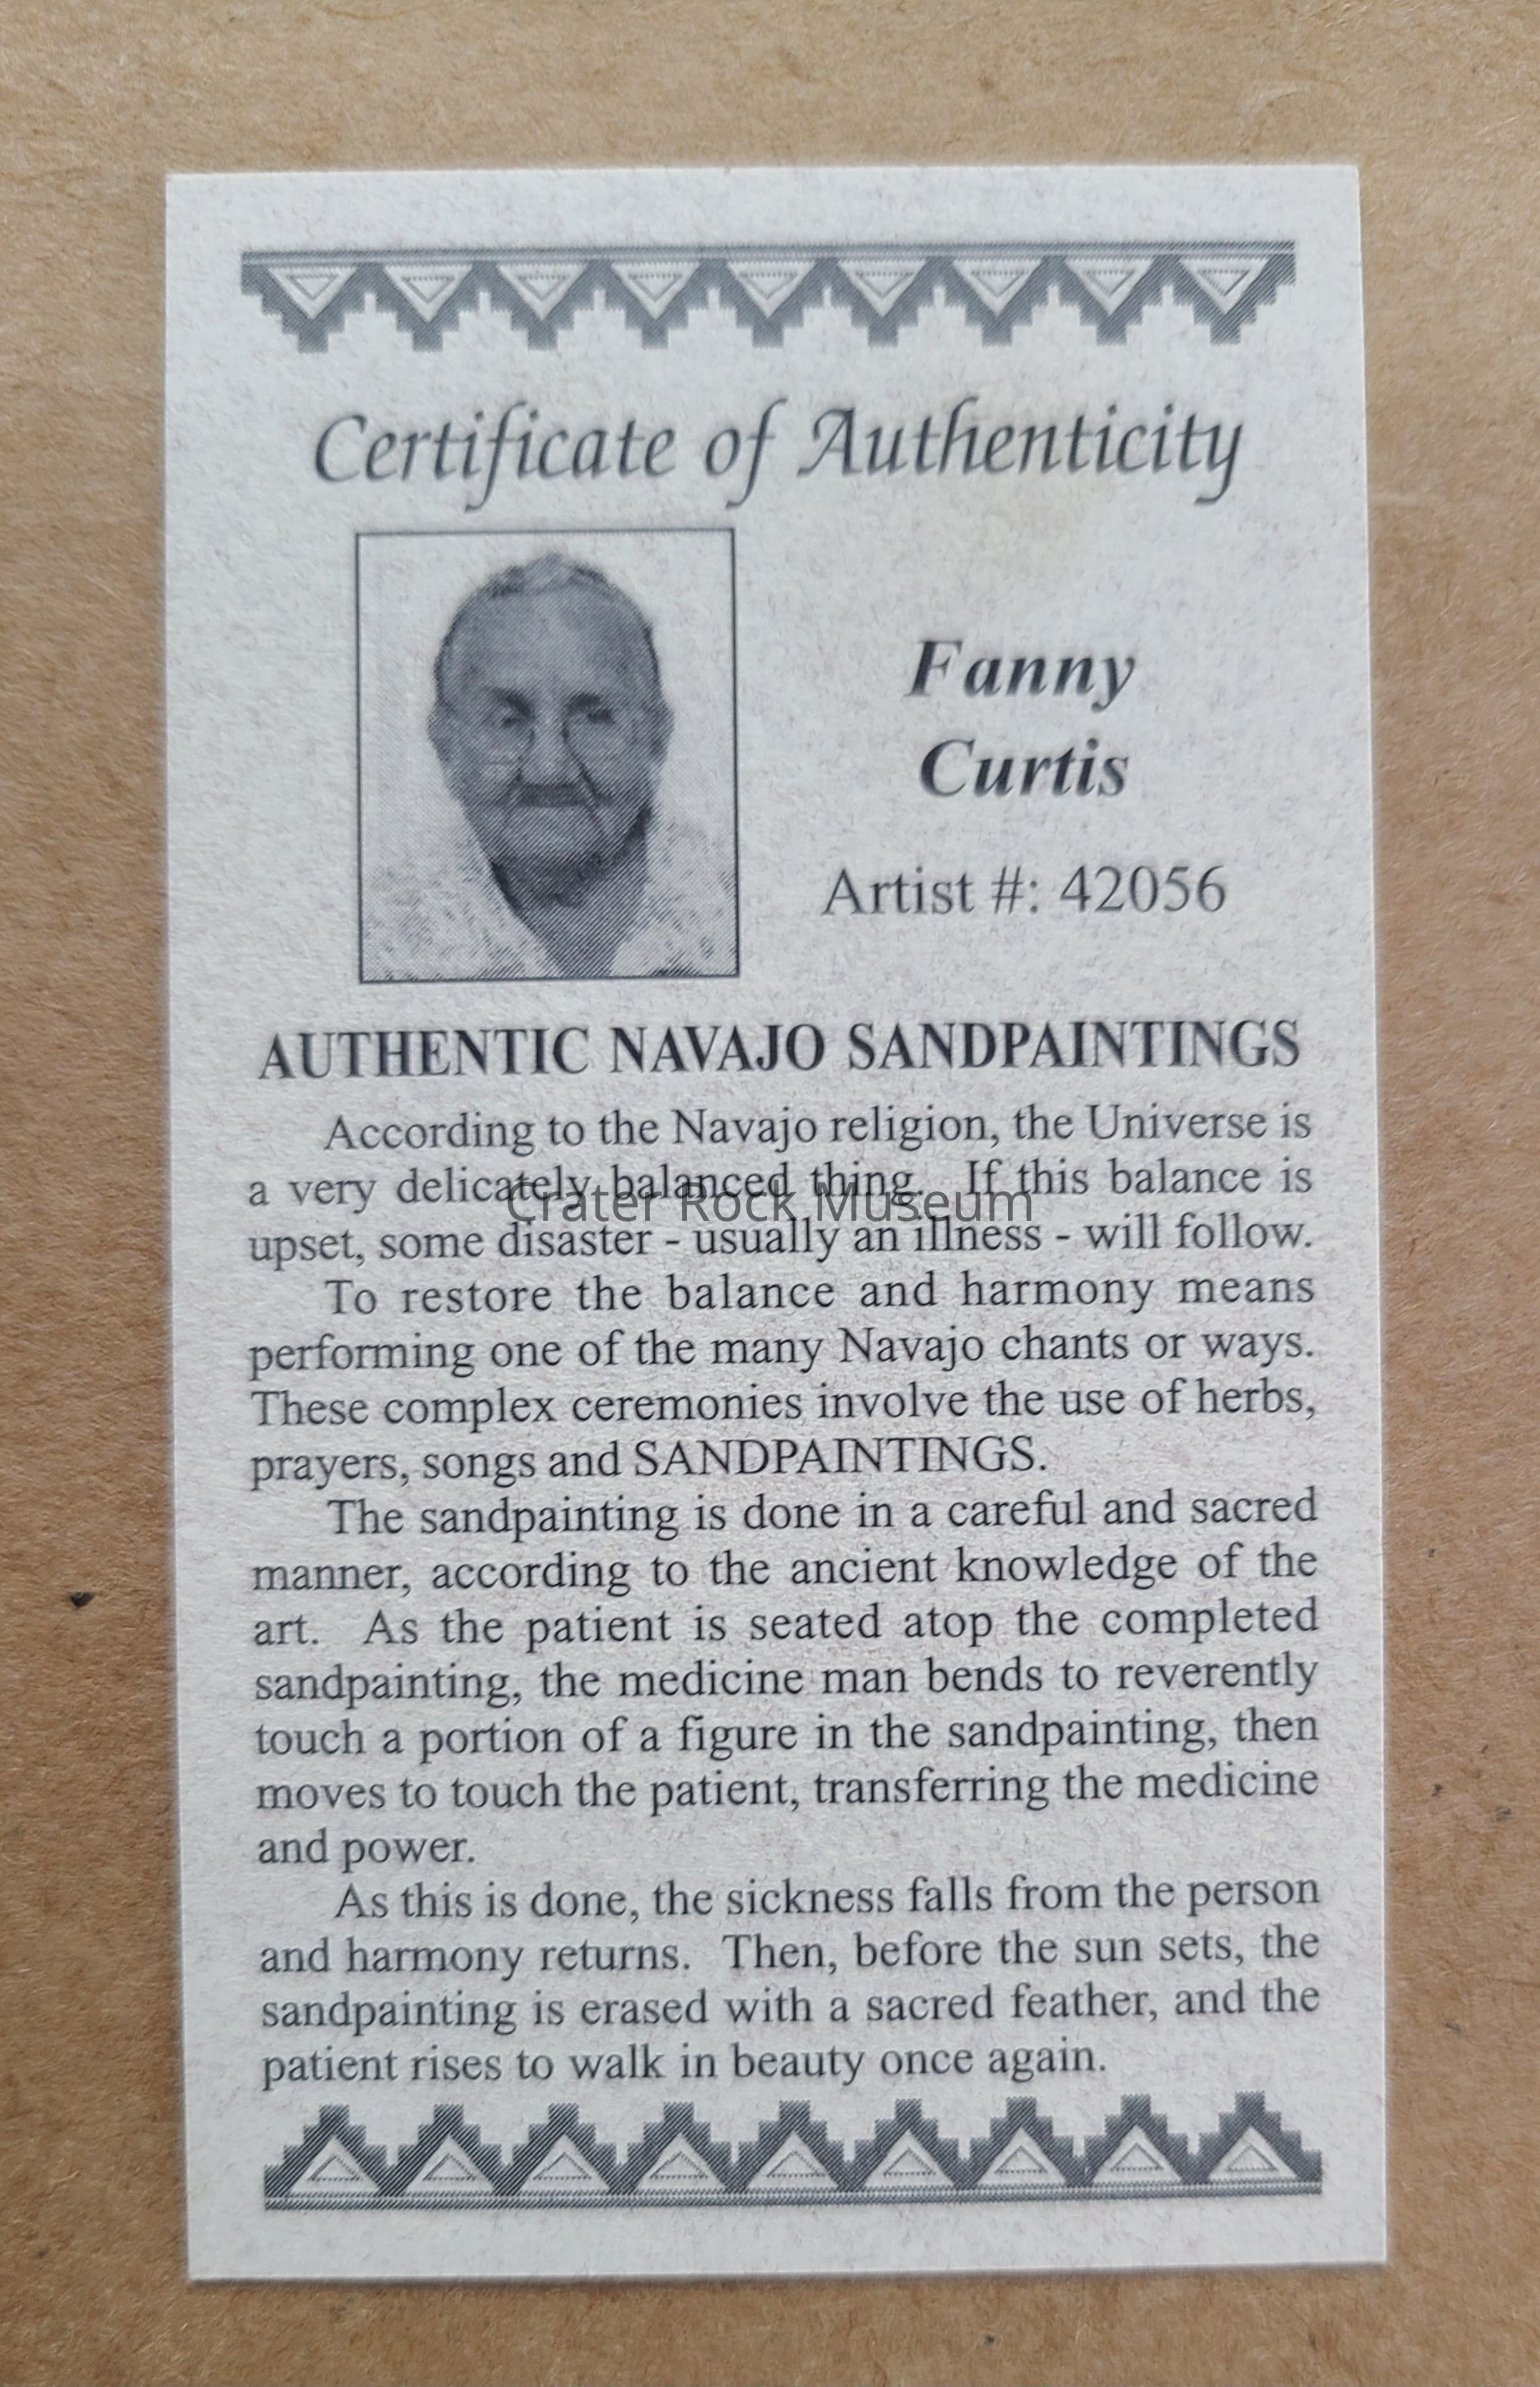 Certificate of Authenticity
Fanny
Curtis
Artist #: 42056
AUTHENTIC NAVAJO SANDPAINTINGS
According to the Navajo religion, the Universe is
a very delicately balanced thing. If this balance is
Crater Rock Museum
upset, some disaster - usually an illness - will follow.
To restore the balance and harmony means
performing one of the many Navajo chants or ways.
These complex ceremonies involve the use of herbs,
prayers, songs and SANDPAINTINGS.
The sandpainting is done in a careful and sacred
manner, according to the ancient knowledge of the
art. As the patient is seated atop the completed
sandpainting, the medicine man bends to reverently
touch a portion of a figure in the sandpainting, then
moves to touch the patient, transferring the medicine
and power.
As this is done, the sickness falls from the person
and harmony returns. Then, before the sun sets, the
sandpainting is erased with a sacred feather, and the
patient rises to walk in beauty once again.